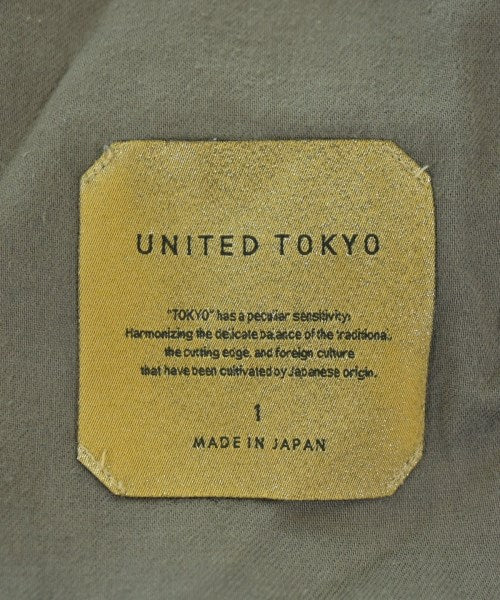 UNITED TOKYO
"TOKYO" has a peculiar sensitivity.
Harmonizing the delicate balance of the traditional,
the cutting edge, and foreign culture
that have been cultivated by Japanese origin.
1
MADE IN JAPAN